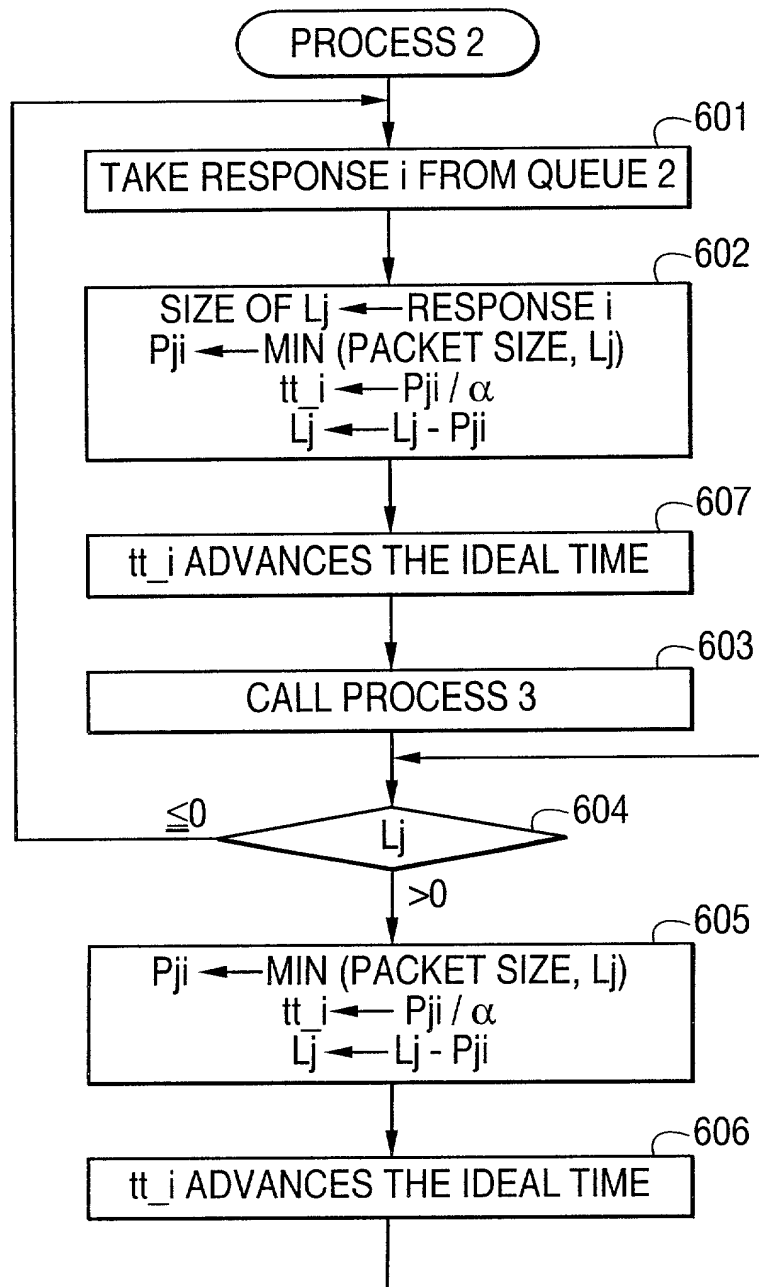 PROCESS 2
601
TAKE RESPONSE i FROM QUEUE 2
602
SIZE OF Lj ← RESPONSE i
Pji ← MIN (PACKET SIZE, Lj)
tt_i ← Pji / α
Lj ← Lj - Pji
607
tt_i ADVANCES THE IDEAL TIME
603
CALL PROCESS 3
≦0
604
Lj
>0
605
Pji ← MIN (PACKET SIZE, Lj)
tt_i ← Pji / α
Lj ← Lj - Pji
606
tt_i ADVANCES THE IDEAL TIME